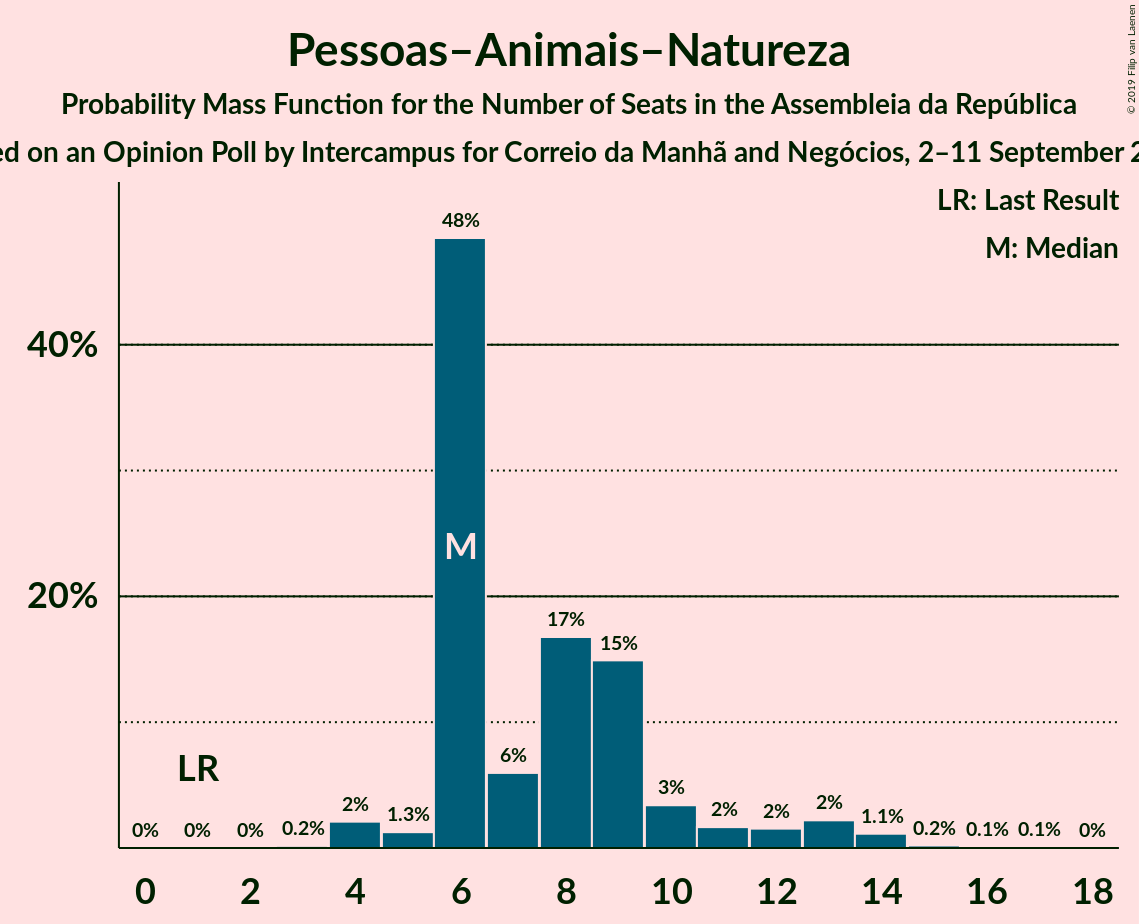 Pessoas–Animais–Natureza
Probability Mass Function for the Number of Seats in the Assembleia da República
on an Opinion Poll by Intercampus for Correio da Manhã and Negócios, 2–11 September
© 2019 Filip van Laenen
LR: Last Result
M: Median
48%
40%
M
20%
17%
15%
LR
6%
3%
2%
1.3%
2%
2%
2%
1.1%
0%
0%
0%
0.2%
0.2%
0.1%
0.1%
0%
0 2 4 6 8 10 12 14 16 18